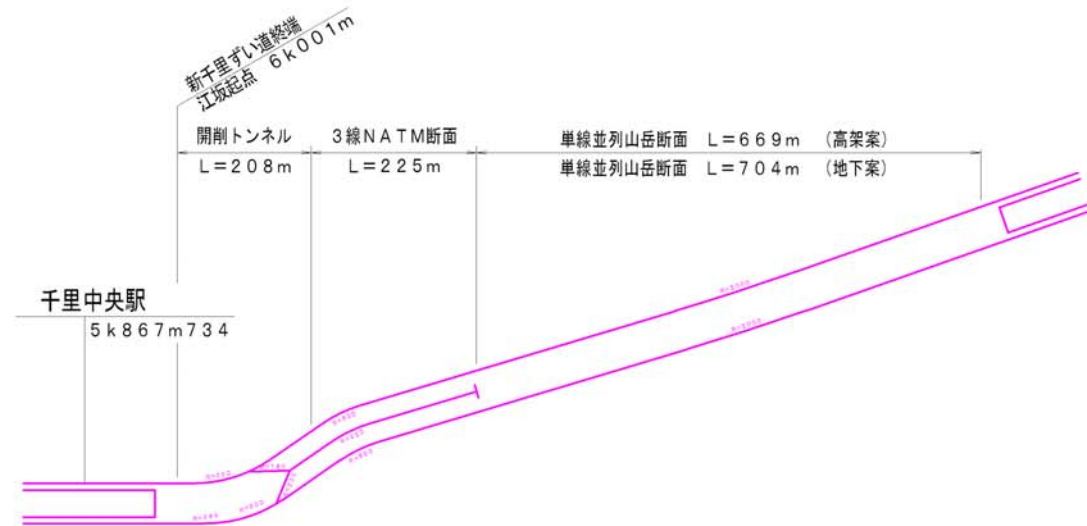 新千里ずい道終端
江坂起点 6k001m
開削トンネル
L=208m
3線NATM断面
L=225m
単線並列山岳断面 L=669m (高架案)
単線並列山岳断面 L=704m (地下案)
千里中央駅
5k867m734